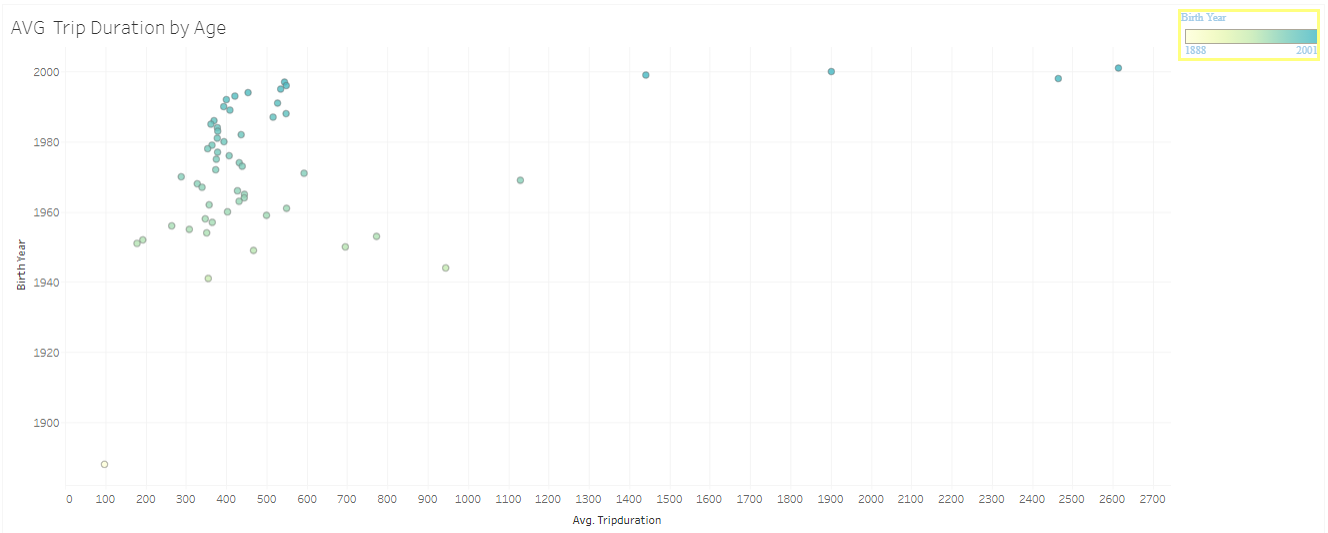 AVG  Trip Duration by Age
Birth Year
1888 2001
2000
1980
1960
1940
1920
1900
Birth Year
0 100 200 300 400 500 600 700 800 900 1000 1100 1200 1300 1400 1500 1600 1700 1800 1900 2000 2100 2200 2300 2400 2500 2600 2700
Avg. Tripduration